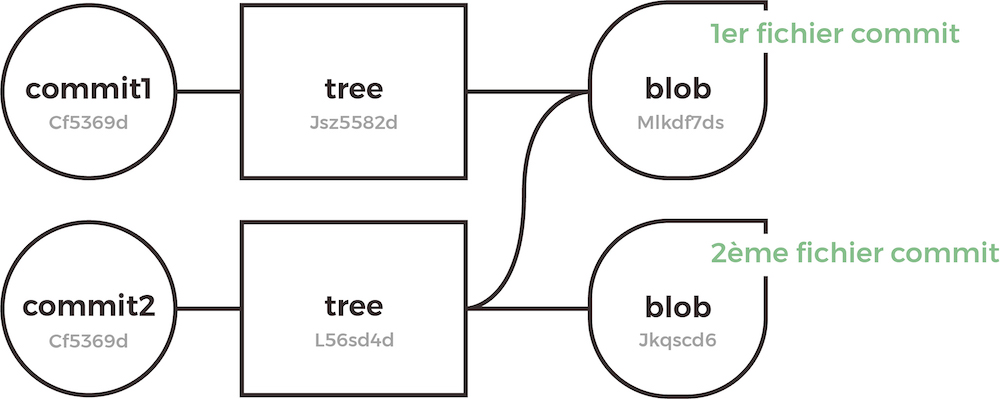 1er fichier commit
commit1
Cf5369d
tree
Jsz5582d
blob
Mlkdf7ds
2ème fichier commit
commit2
Cf5369d
tree
L56sd4d
blob
Jkqscd6